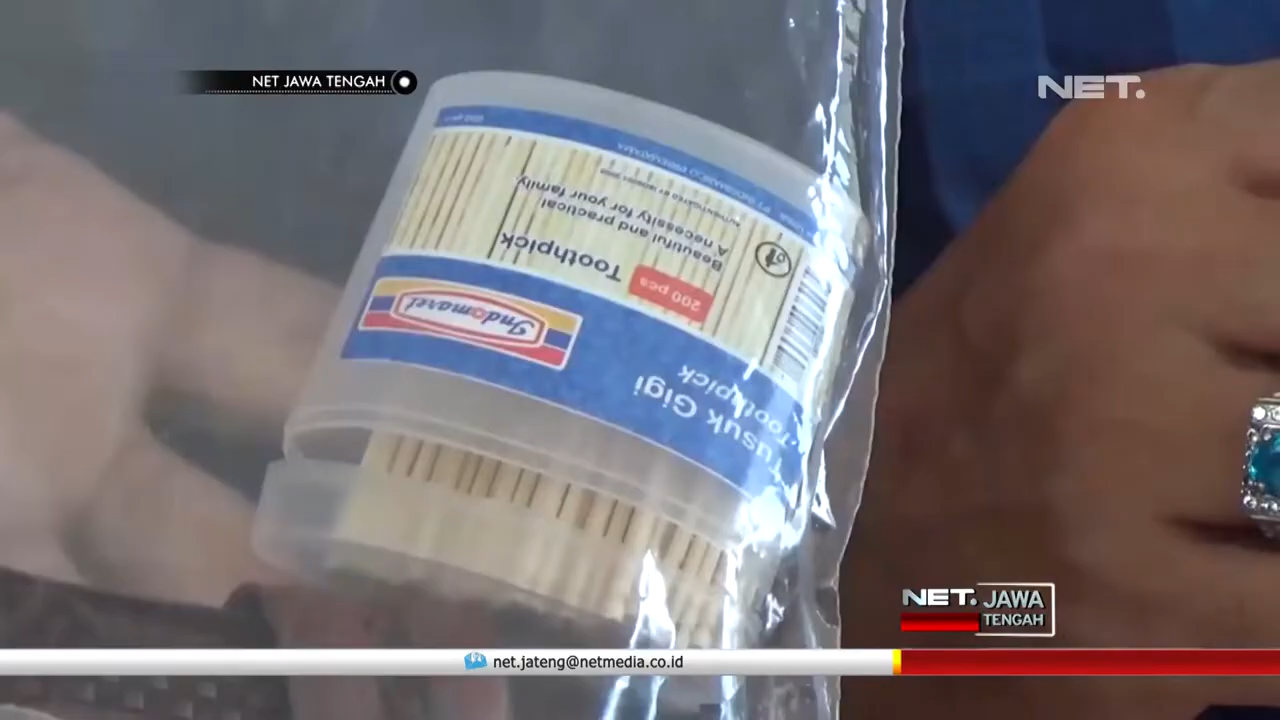 NET JAWA TENGAH
NET.
Tusuk Gigi
Toothpick
Indomaret
200 pcs
Toothpick
Beautiful and practical
A necessity for your family.
NET. JAWA
TENGAH
net.jateng@netmedia.co.id